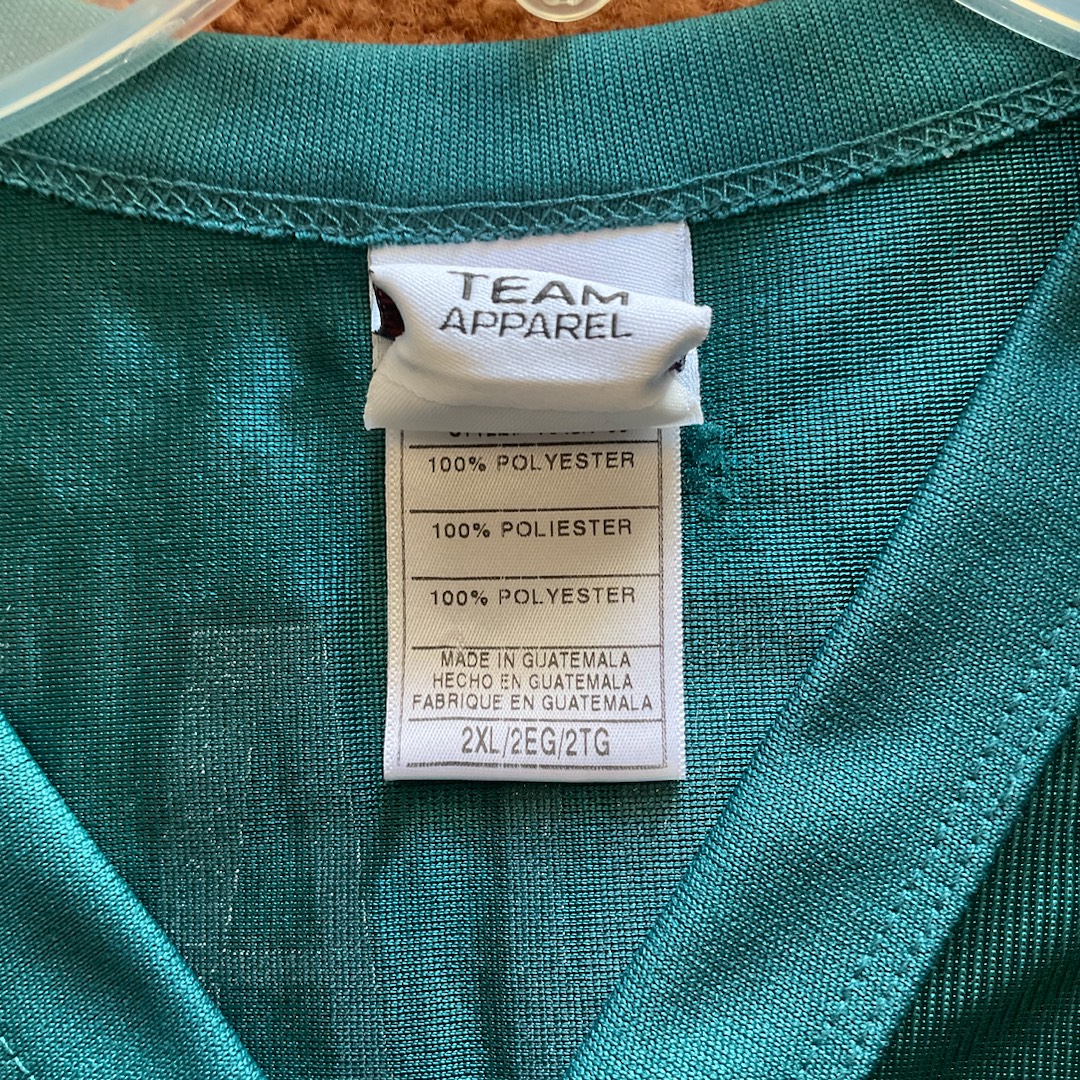 TEAM
APPAREL
100% POLYESTER
100% POLIESTER
100% POLYESTER
MADE IN GUATEMALA
HECHO EN GUATEMALA
FABRIQUE EN GUATEMALA
2XL/2EG/2TG